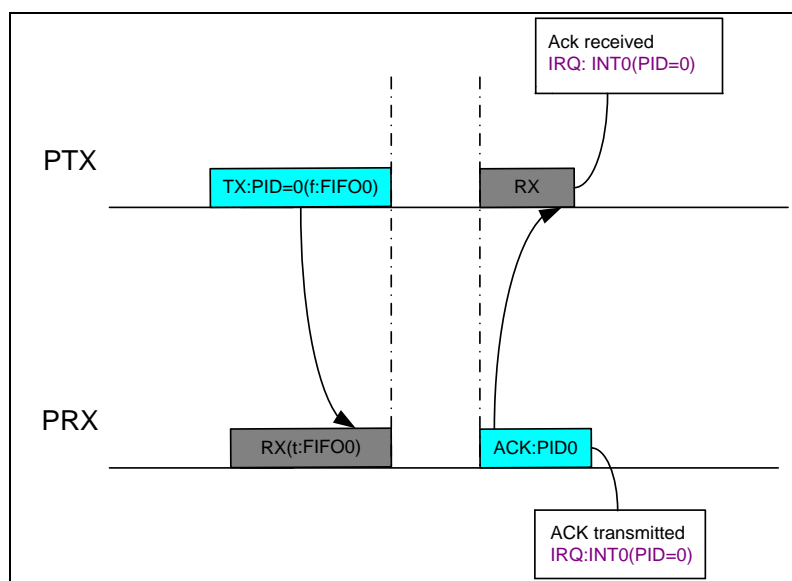 Ack received
IRQ: INT0(PID=0)
PTX
TX:PID=0(f:FIFO0)
RX
PRX
RX(t:FIFO0)
ACK:PID0
ACK transmitted
IRQ:INT0(PID=0)